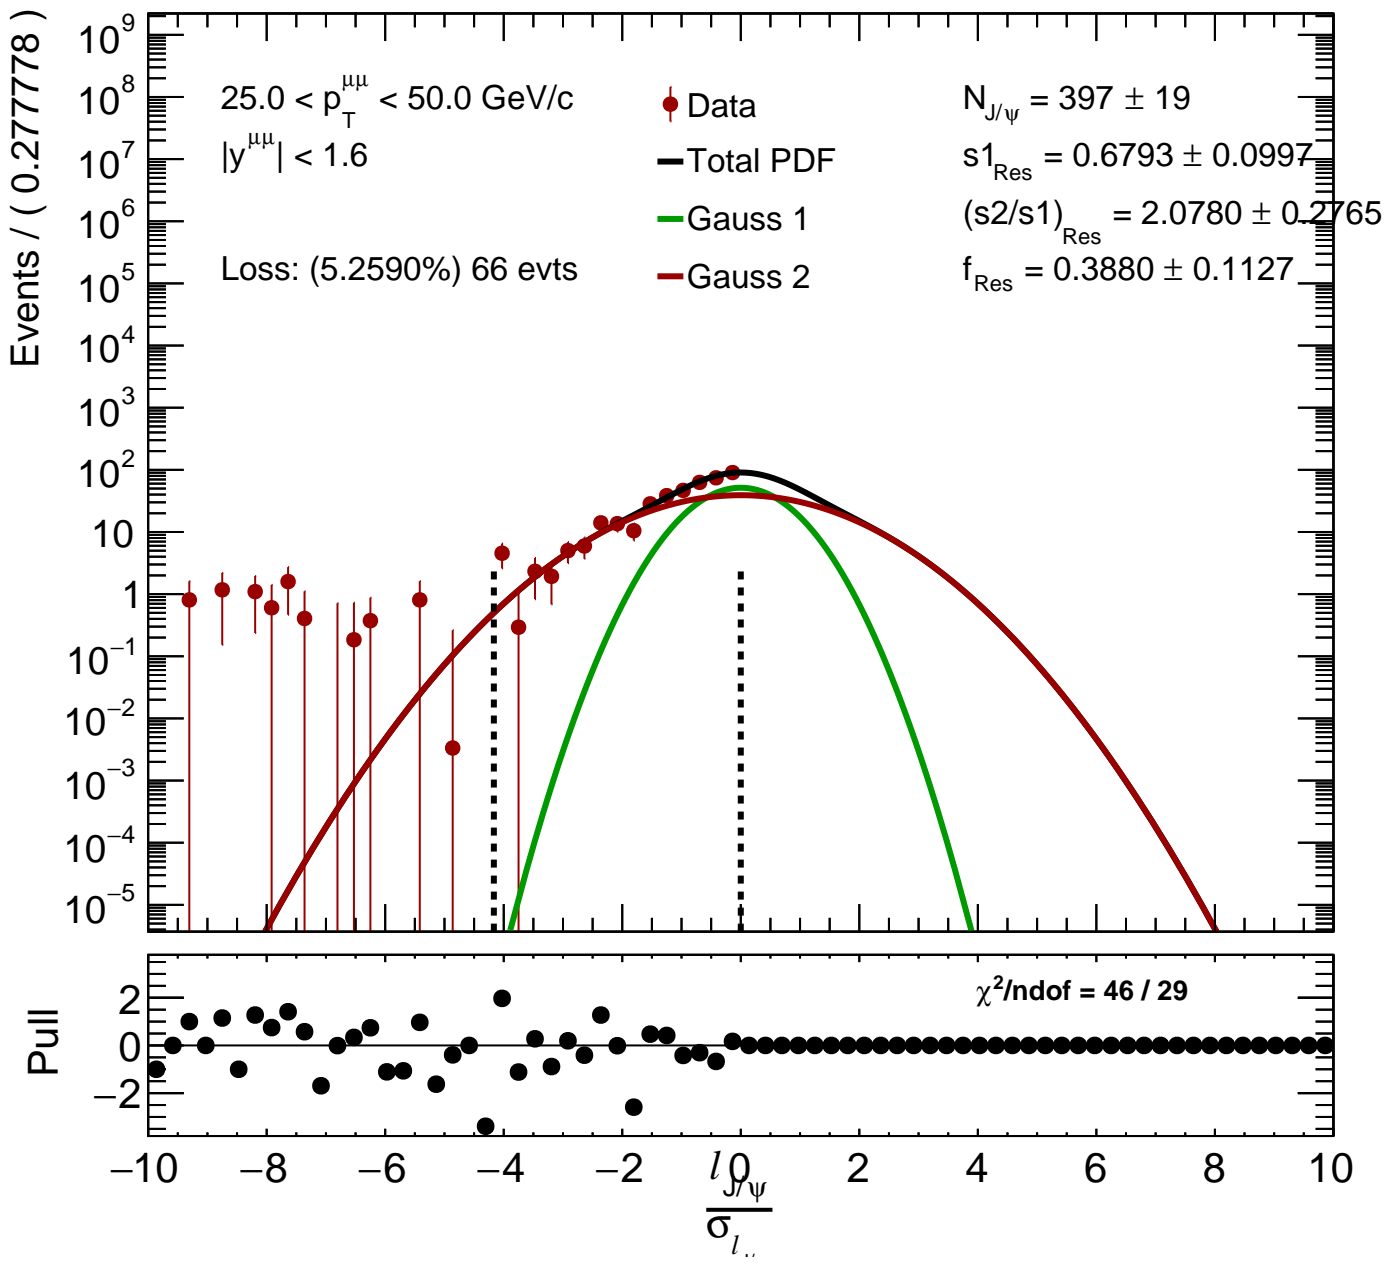 Events / ( 0.277778 )
10^9
10^8
10^7
10^6
10^5
10^4
10^3
10^2
10
1
10^−1
10^−2
10^−3
10^−4
10^−5
25.0 < p_T^μμ < 50.0 GeV/c
|y^μμ| < 1.6
Loss: (5.2590%) 66 evts
Data
Total PDF
Gauss 1
Gauss 2
N_J/ψ = 397 ± 19
s1_Res = 0.6793 ± 0.0997
(s2/s1)_Res = 2.0780 ± 0.2765
f_Res = 0.3880 ± 0.1127
Pull
2
0
−2
χ²/ndof = 46 / 29
−10 −8 −6 −4 −2 0 2 4 6 8 10
l_J/ψ
σ_l